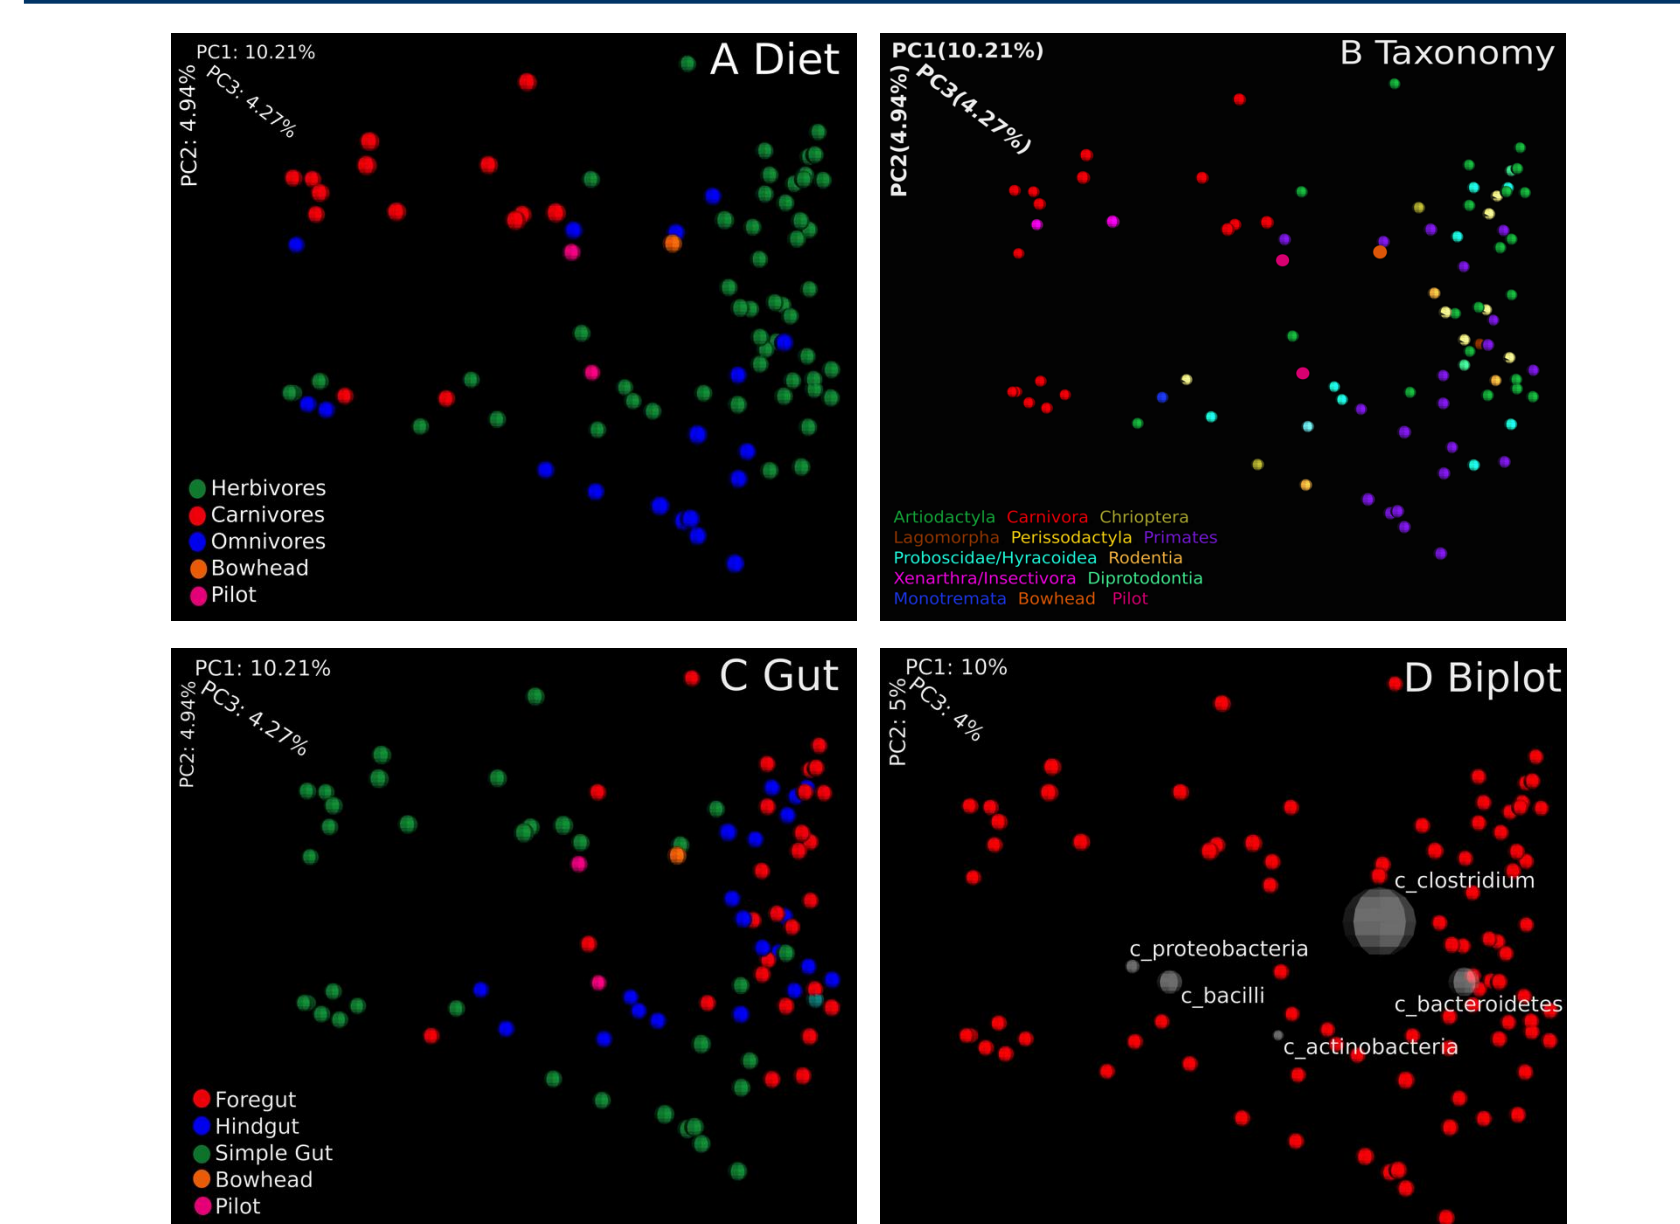 PC1: 10.21%
A Diet
PC2: 4.94%
PC3: 4.27%
Herbivores
Carnivores
Omnivores
Bowhead
Pilot
PC1(10.21%)
B Taxonomy
PC2(4.94%)
PC3(4.27%)
Artiodactyla Carnivora Chrioptera
Lagomorpha Perissodactyla Primates
Proboscidae/Hyracoidea Rodentia
Xenarthra/Insectivora Diprotodontia
Monotremata Bowhead Pilot
PC1: 10.21%
C Gut
PC2: 4.94%
PC3: 4.27%
Foregut
Hindgut
Simple Gut
Bowhead
Pilot
PC1: 10%
D Biplot
PC2: 5%
PC3: 4%
c_clostridium
c_proteobacteria
c_bacilli
c_bacteroidetes
c_actinobacteria